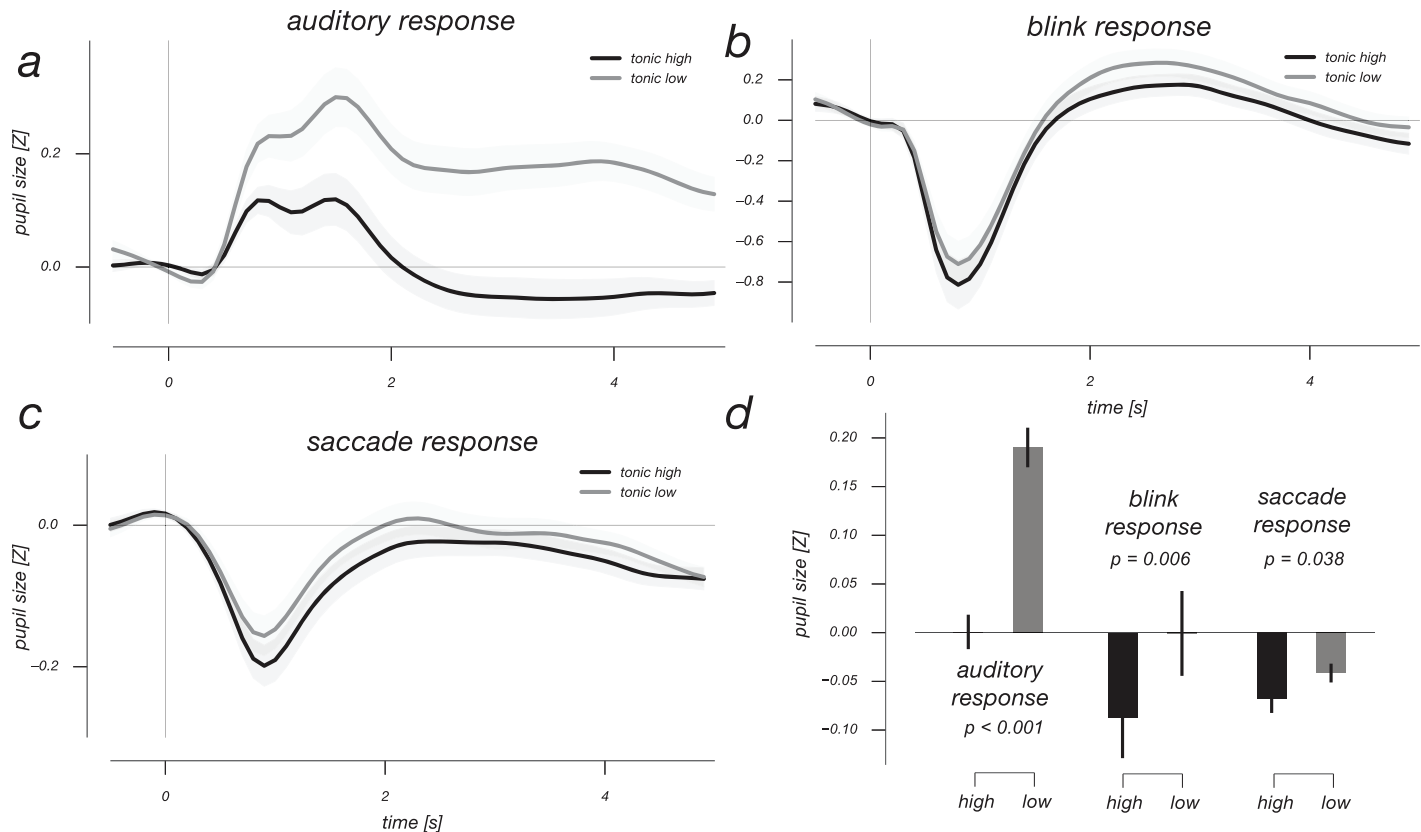 auditory response
a
tonic high
tonic low
pupil size [Z]
0.2
0.0
0
2
4
blink response
b
tonic high
tonic low
0.2
0.0
−0.2
−0.4
−0.6
−0.8
0
2
4
time [s]
c
saccade response
tonic high
tonic low
pupil size [Z]
0.0
−0.2
0
2
4
time [s]
d
pupil size [Z]
0.20
0.15
0.10
0.05
0.00
−0.05
−0.10
auditory
response
p < 0.001
blink
response
p = 0.006
saccade
response
p = 0.038
high
low
high
low
high
low